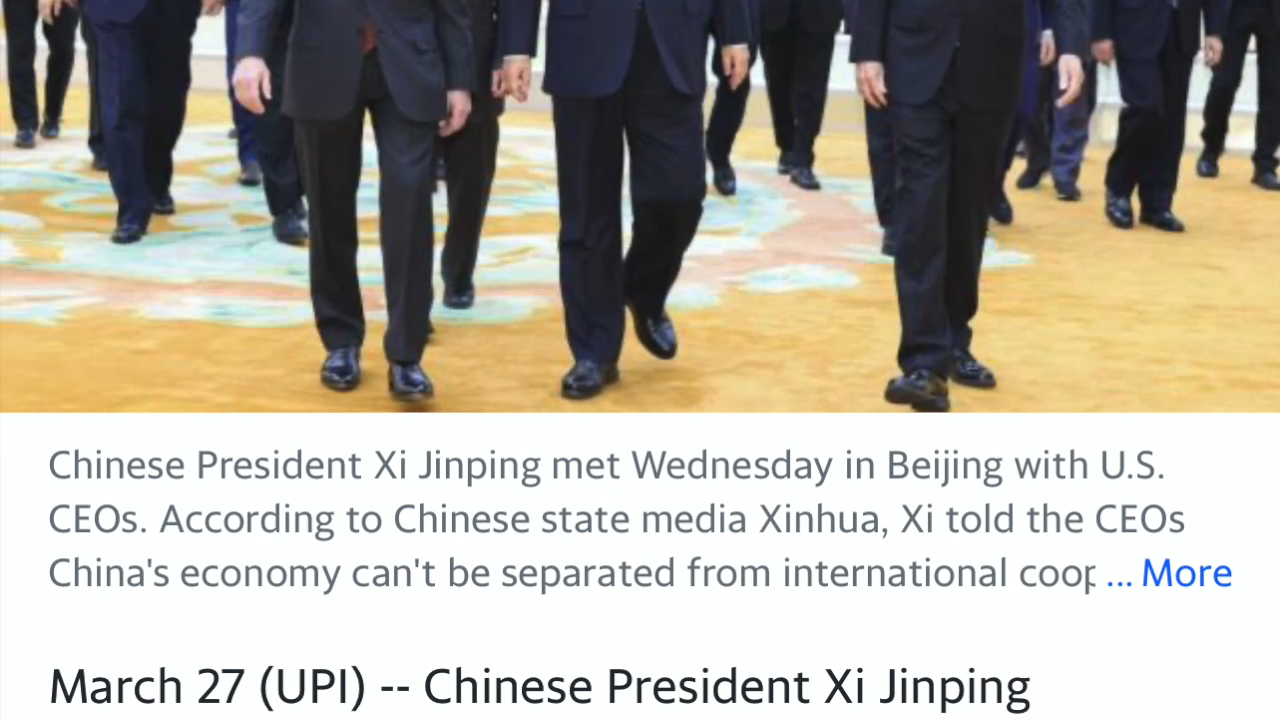 Chinese President Xi Jinping met Wednesday in Beijing with U.S.
CEOs. According to Chinese state media Xinhua, Xi told the CEOs
China's economy can't be separated from international coop ... More
March 27 (UPI) -- Chinese President Xi Jinping